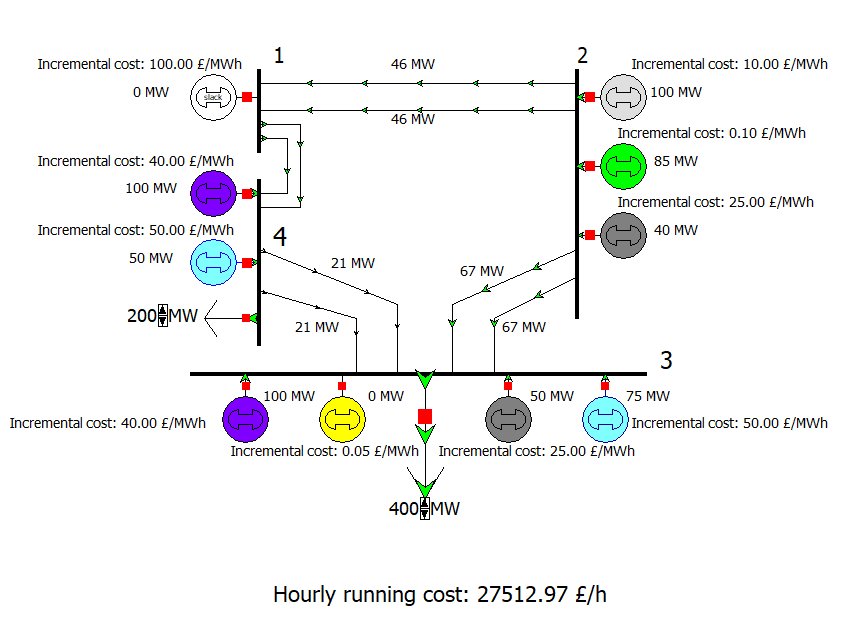 1
2
Incremental cost: 100.00 £/MWh
46 MW
Incremental cost: 10.00 £/MWh
0 MW
slack
100 MW
46 MW
Incremental cost: 0.10 £/MWh
Incremental cost: 40.00 £/MWh
85 MW
100 MW
Incremental cost: 25.00 £/MWh
Incremental cost: 50.00 £/MWh
4
40 MW
50 MW
21 MW
67 MW
200 MW
21 MW
67 MW
3
100 MW
0 MW
50 MW
75 MW
Incremental cost: 40.00 £/MWh
Incremental cost: 50.00 £/MWh
Incremental cost: 0.05 £/MWh
Incremental cost: 25.00 £/MWh
400 MW
Hourly running cost: 27512.97 £/h